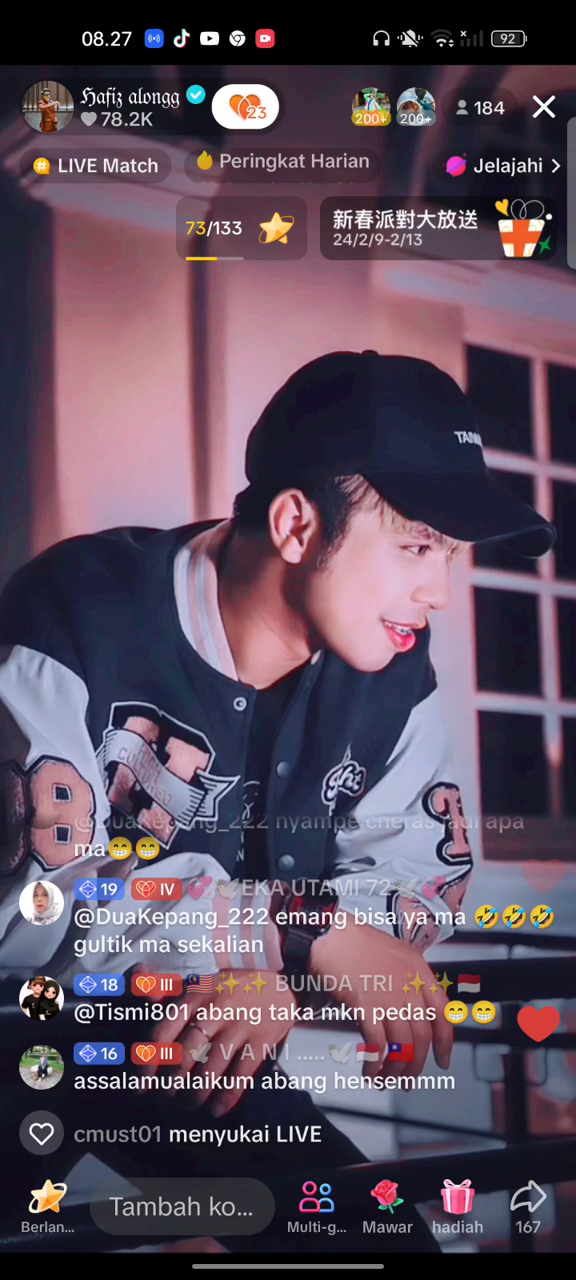 08.27
92
Hafiz alongg
78.2K
23
200+
200+
184
LIVE Match
Peringkat Harian
Jelajahi >
73/133
新春派對大放送
24/2/9-2/13
@DuaKepang_222 nyampe cheras jadi apa
ma😁😁
19 IV 💞🕊EKA UTAMI 72🕊💞
@DuaKepang_222 emang bisa ya ma 🤣🤣🤣
gultik ma sekalian
18 III 🇲🇾✨✨ BUNDA TRI ✨✨🇮🇩
@Tismi801 abang taka mkn pedas 😁😁
16 III 🕊 V A N I .....🕊🇮🇩🇹🇼
assalamualaikum abang hensemmm
cmust01 menyukai LIVE
Berlan...
Tambah ko...
Multi-g...
Mawar
hadiah
167